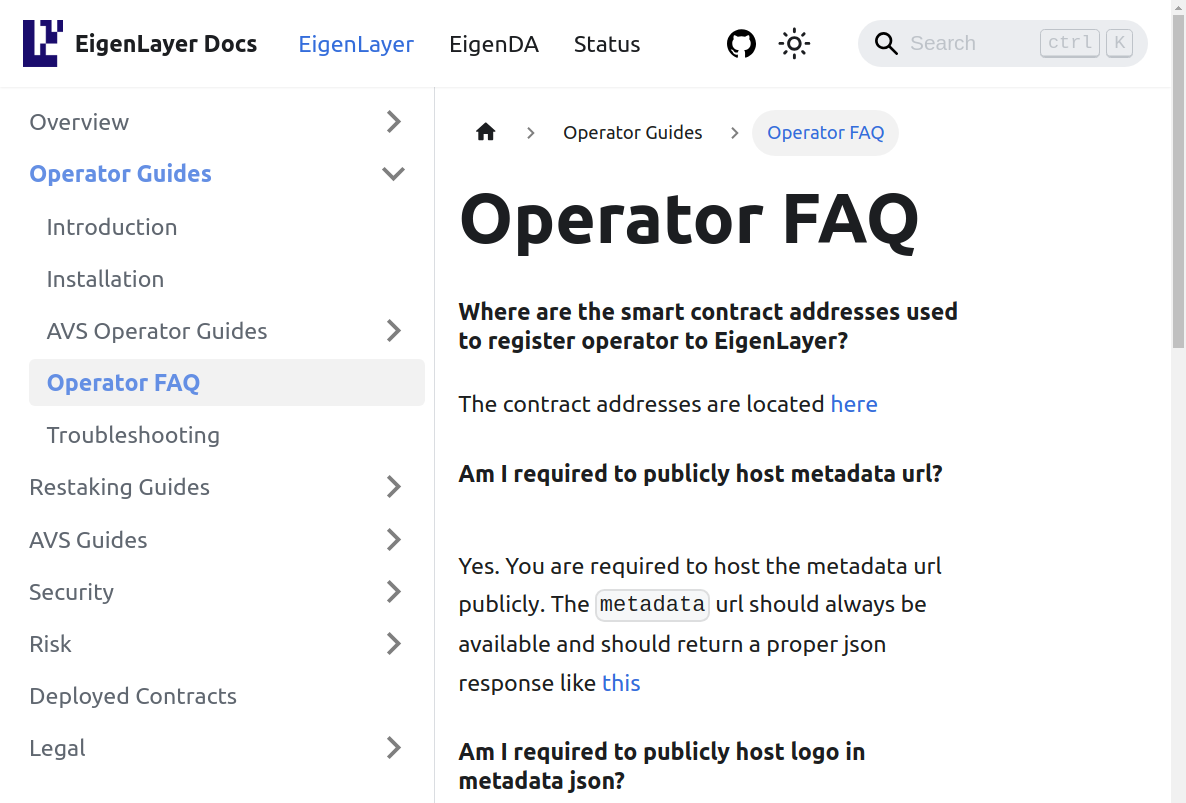 EigenLayer Docs EigenLayer EigenDA Status Search ctrl K
Overview
Operator Guides
Introduction
Installation
AVS Operator Guides
Operator FAQ
Troubleshooting
Restaking Guides
AVS Guides
Security
Risk
Deployed Contracts
Legal
Operator Guides Operator FAQ
Operator FAQ
Where are the smart contract addresses used
to register operator to EigenLayer?
The contract addresses are located here
Am I required to publicly host metadata url?
Yes. You are required to host the metadata url
publicly. The metadata url should always be
available and should return a proper json
response like this
Am I required to publicly host logo in
metadata json?